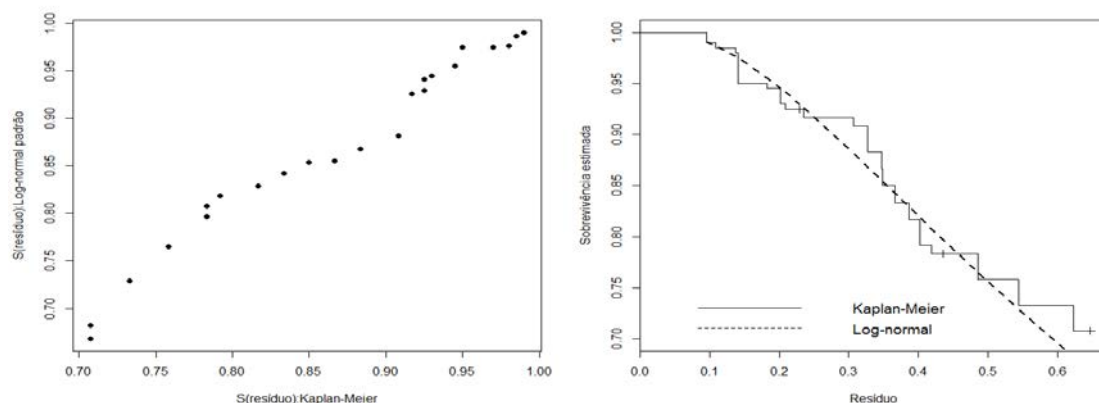 1.00
0.95
0.90
0.85
0.80
0.75
0.70
S(resíduo):Log-normal padrão
0.70 0.75 0.80 0.85 0.90 0.95 1.00
S(resíduo):Kaplan-Meier
1.00
0.95
0.90
0.85
0.80
0.75
0.70
Sobrevivência estimada
Kaplan-Meier
Log-normal
0.0 0.1 0.2 0.3 0.4 0.5 0.6
Resíduo